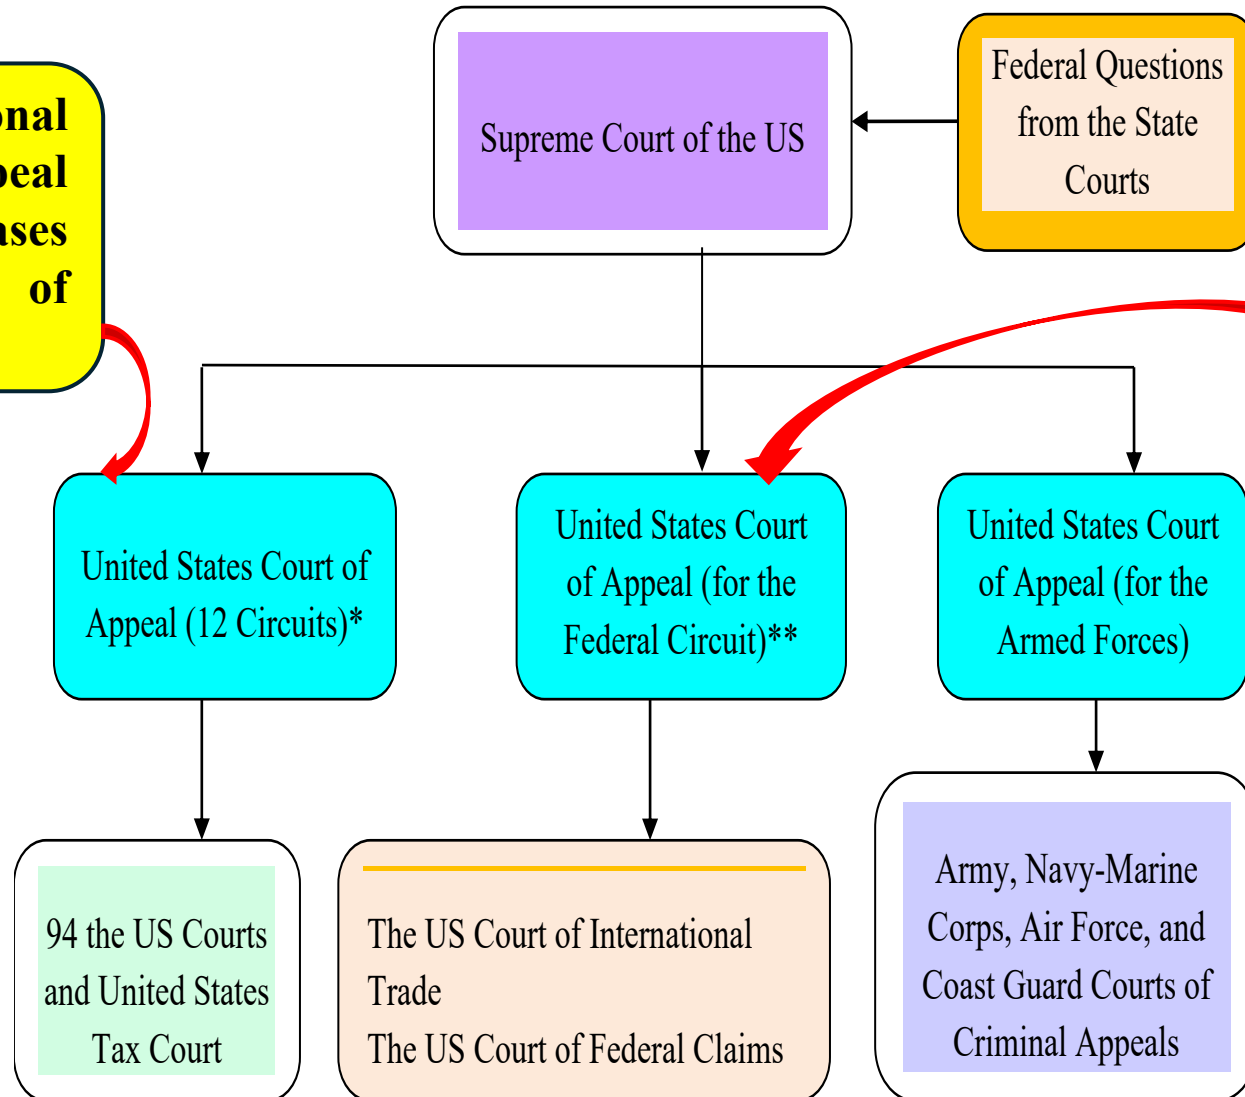 Supreme Court of the US
Federal Questions
from the State
Courts
onal
peal
ases
of
United States Court of
Appeal (12 Circuits)*
United States Court
of Appeal (for the
Federal Circuit)**
United States Court
of Appeal (for the
Armed Forces)
94 the US Courts
and United States
Tax Court
The US Court of International
Trade
The US Court of Federal Claims
Army, Navy-Marine
Corps, Air Force, and
Coast Guard Courts of
Criminal Appeals